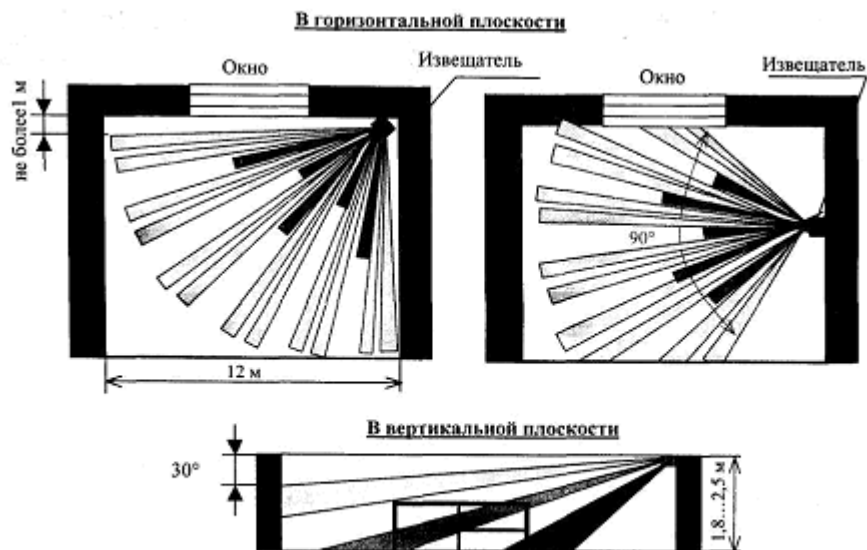 В горизонтальной плоскости
Окно
Извещатель
не более1 м
12 м
Окно
Извещатель
90°
В вертикальной плоскости
30°
1,8...2,5 м